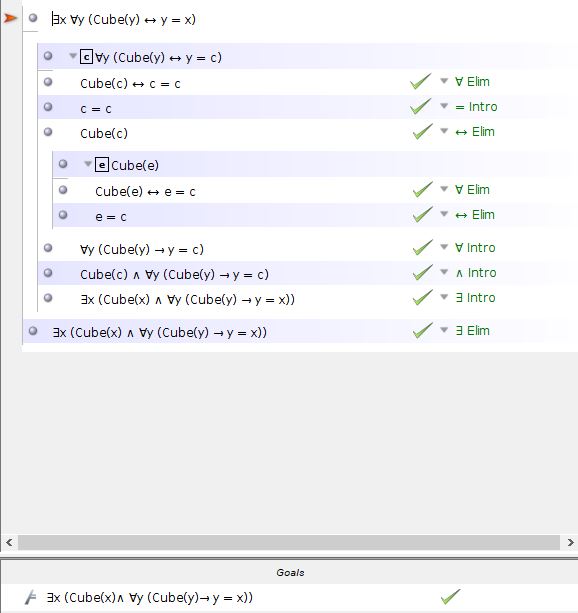 ∃x ∀y (Cube(y) ↔ y = x)
c ∀y (Cube(y) ↔ y = c)
Cube(c) ↔ c = c ∀ Elim
c = c = Intro
Cube(c) ↔ Elim
e Cube(e)
Cube(e) ↔ e = c ∀ Elim
e = c ↔ Elim
∀y (Cube(y) → y = c) ∀ Intro
Cube(c) ∧ ∀y (Cube(y) → y = c) ∧ Intro
∃x (Cube(x) ∧ ∀y (Cube(y) → y = x)) ∃ Intro
∃x (Cube(x) ∧ ∀y (Cube(y) → y = x)) ∃ Elim
Goals
∃x (Cube(x)∧ ∀y (Cube(y)→ y = x))